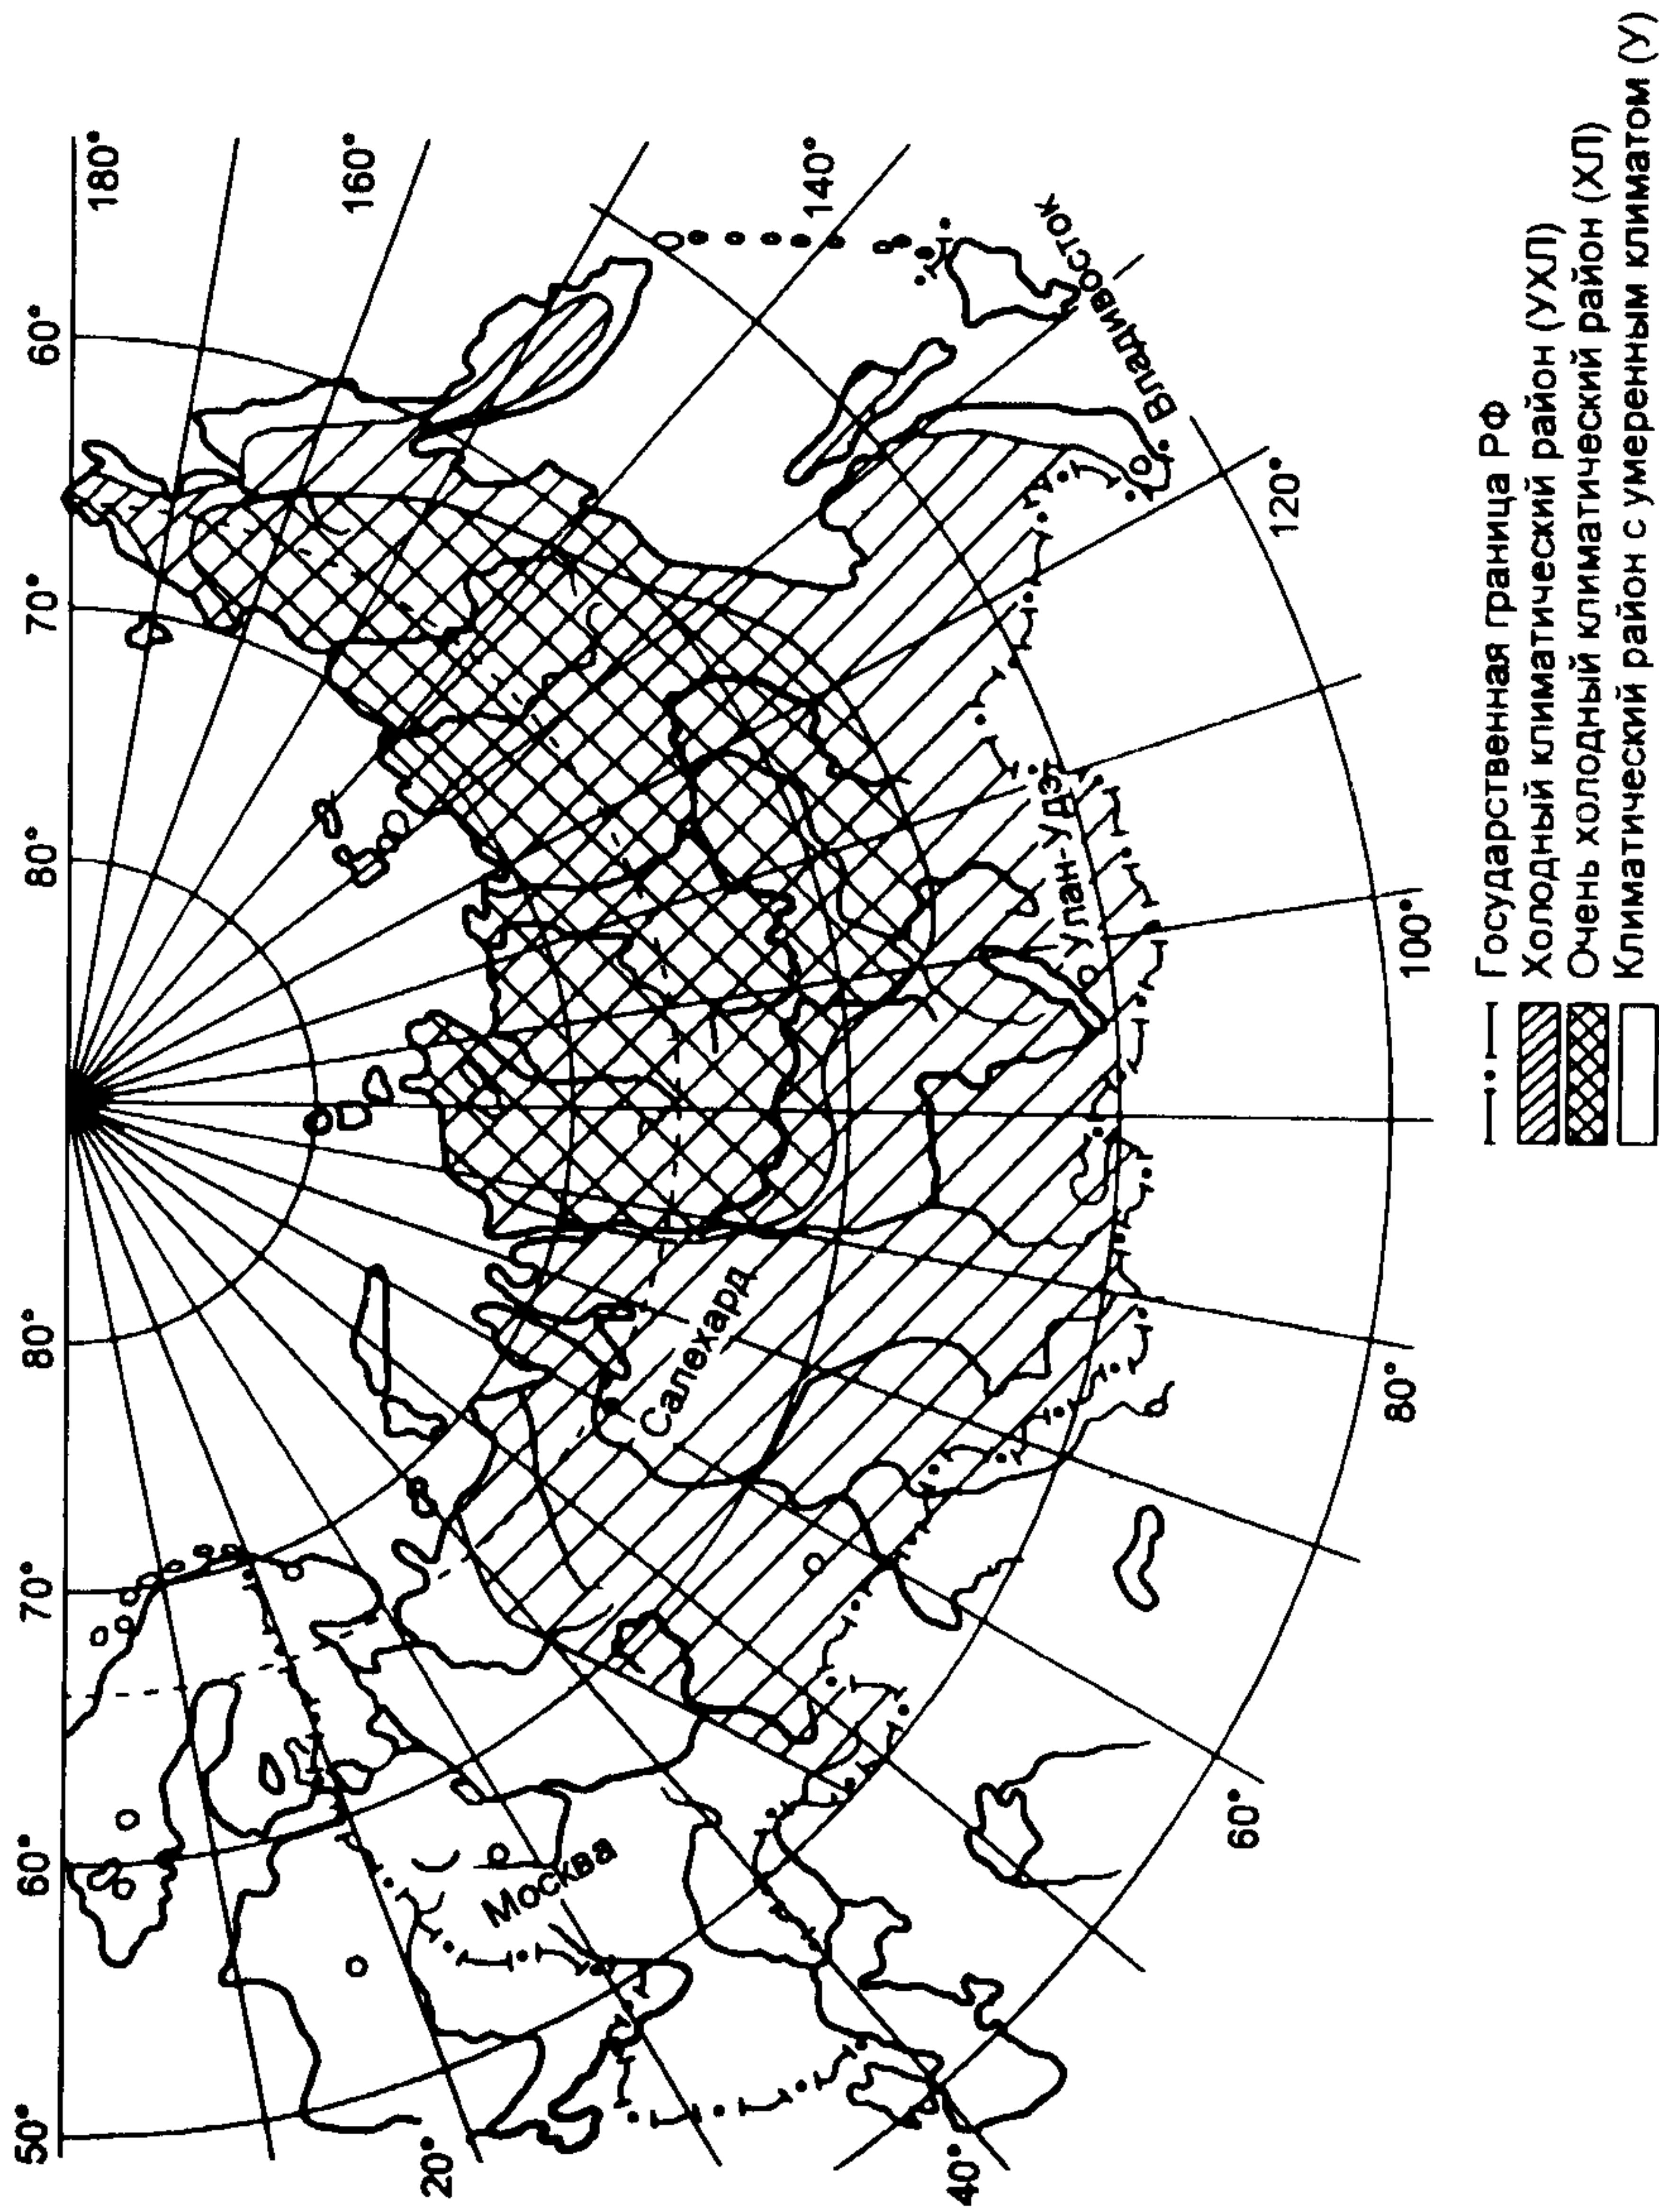 180°
160°
140°
120°
100°
80°
60°
40°
20°
60°
70°
80°
80°
70°
60°
50°
Владивосток
Улан-Удэ
Салехард
Москва
Государственная граница РФ
Холодный климатический район (УХЛ)
Очень холодный климатический район (ХЛ)
Климатический район с умеренным климатом (У)